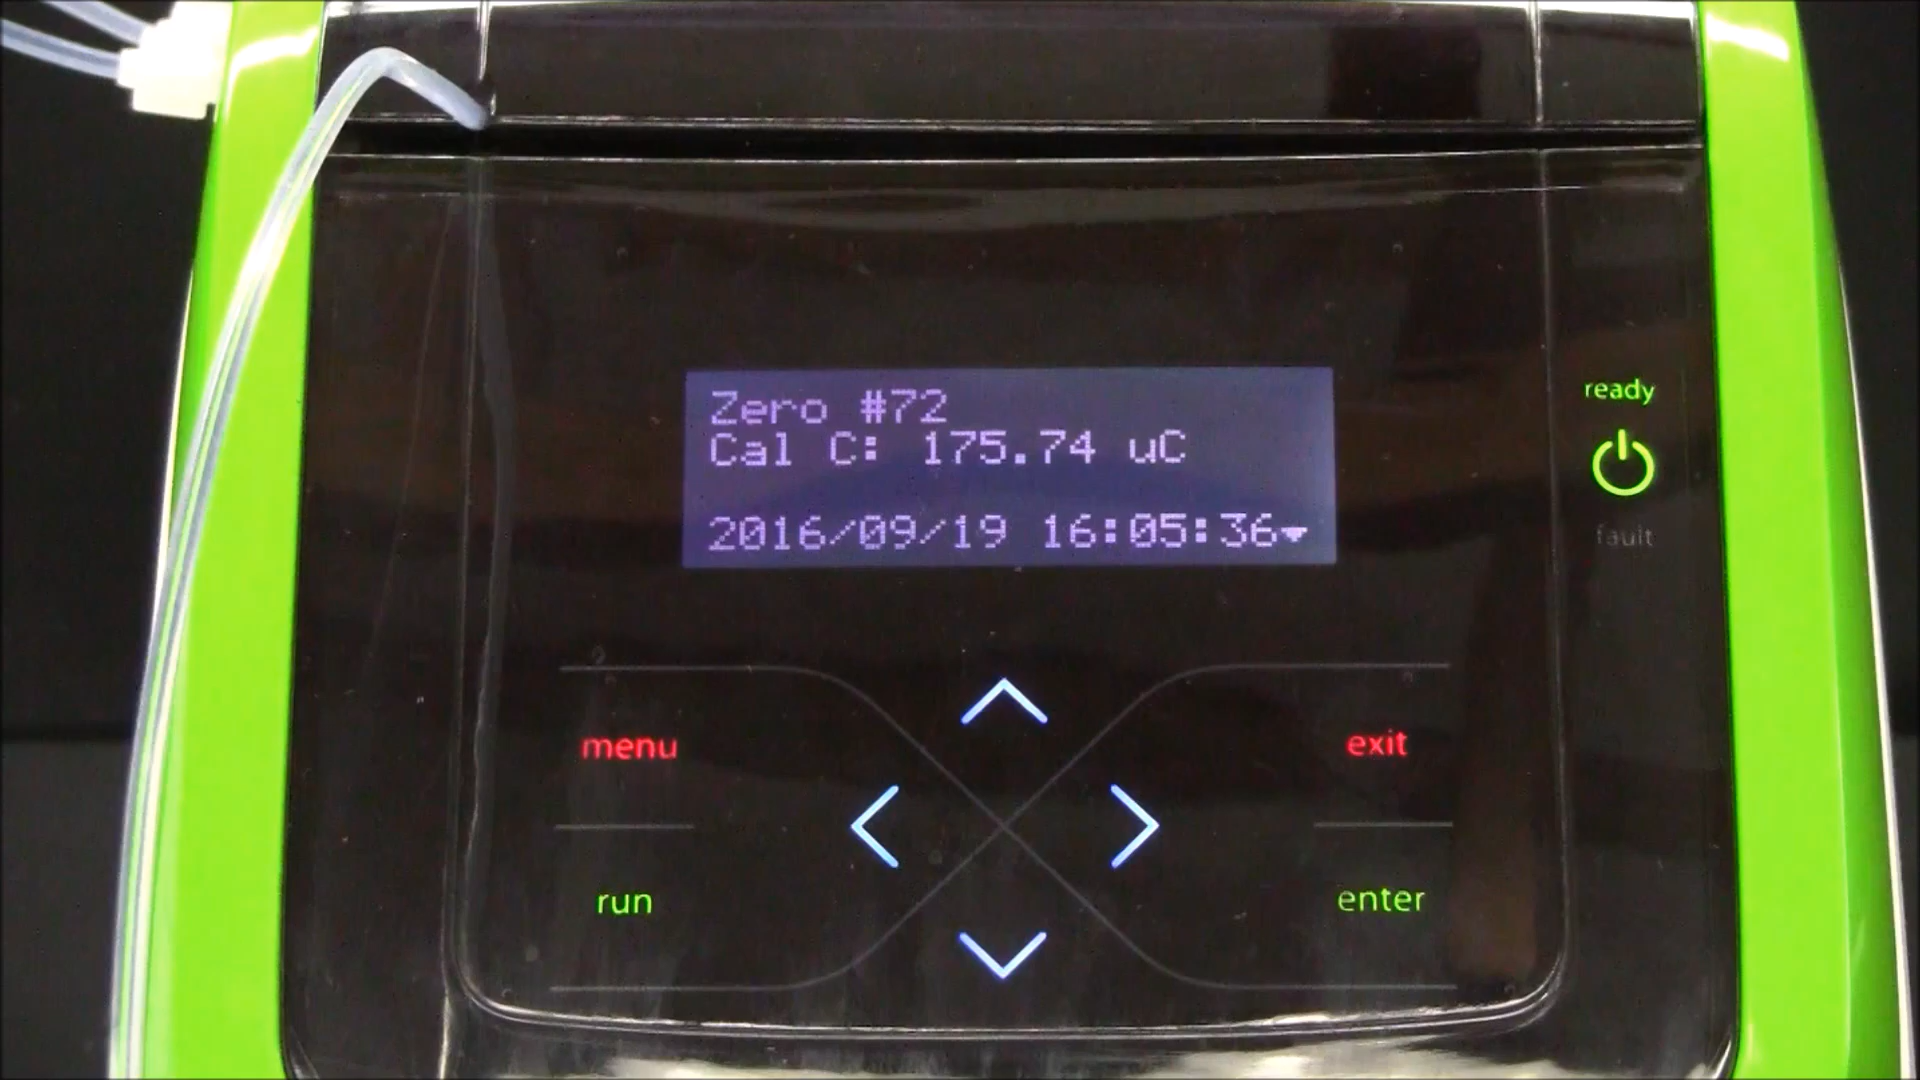 Zero #72
Cal C: 175.74 uC
2016/09/19 16:05:36
ready
fault
menu
exit
run
enter